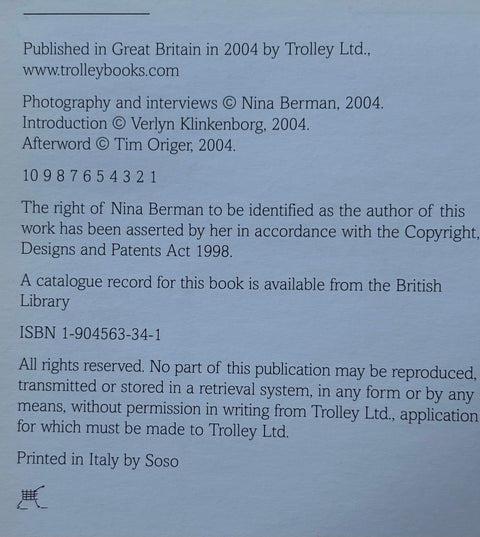 Published in Great Britain in 2004 by Trolley Ltd.,
www.trolleybooks.com
Photography and interviews © Nina Berman, 2004.
Introduction © Verlyn Klinkenborg, 2004.
Afterword © Tim Origer, 2004.
10 9 8 7 6 5 4 3 2 1
The right of Nina Berman to be identified as the author of this
work has been asserted by her in accordance with the Copyright,
Designs and Patents Act 1998.
A catalogue record for this book is available from the British
Library
ISBN 1-904563-34-1
All rights reserved. No part of this publication may be reproduced,
transmitted or stored in a retrieval system, in any form or by any
means, without permission in writing from Trolley Ltd., application
for which must be made to Trolley Ltd.
Printed in Italy by Soso